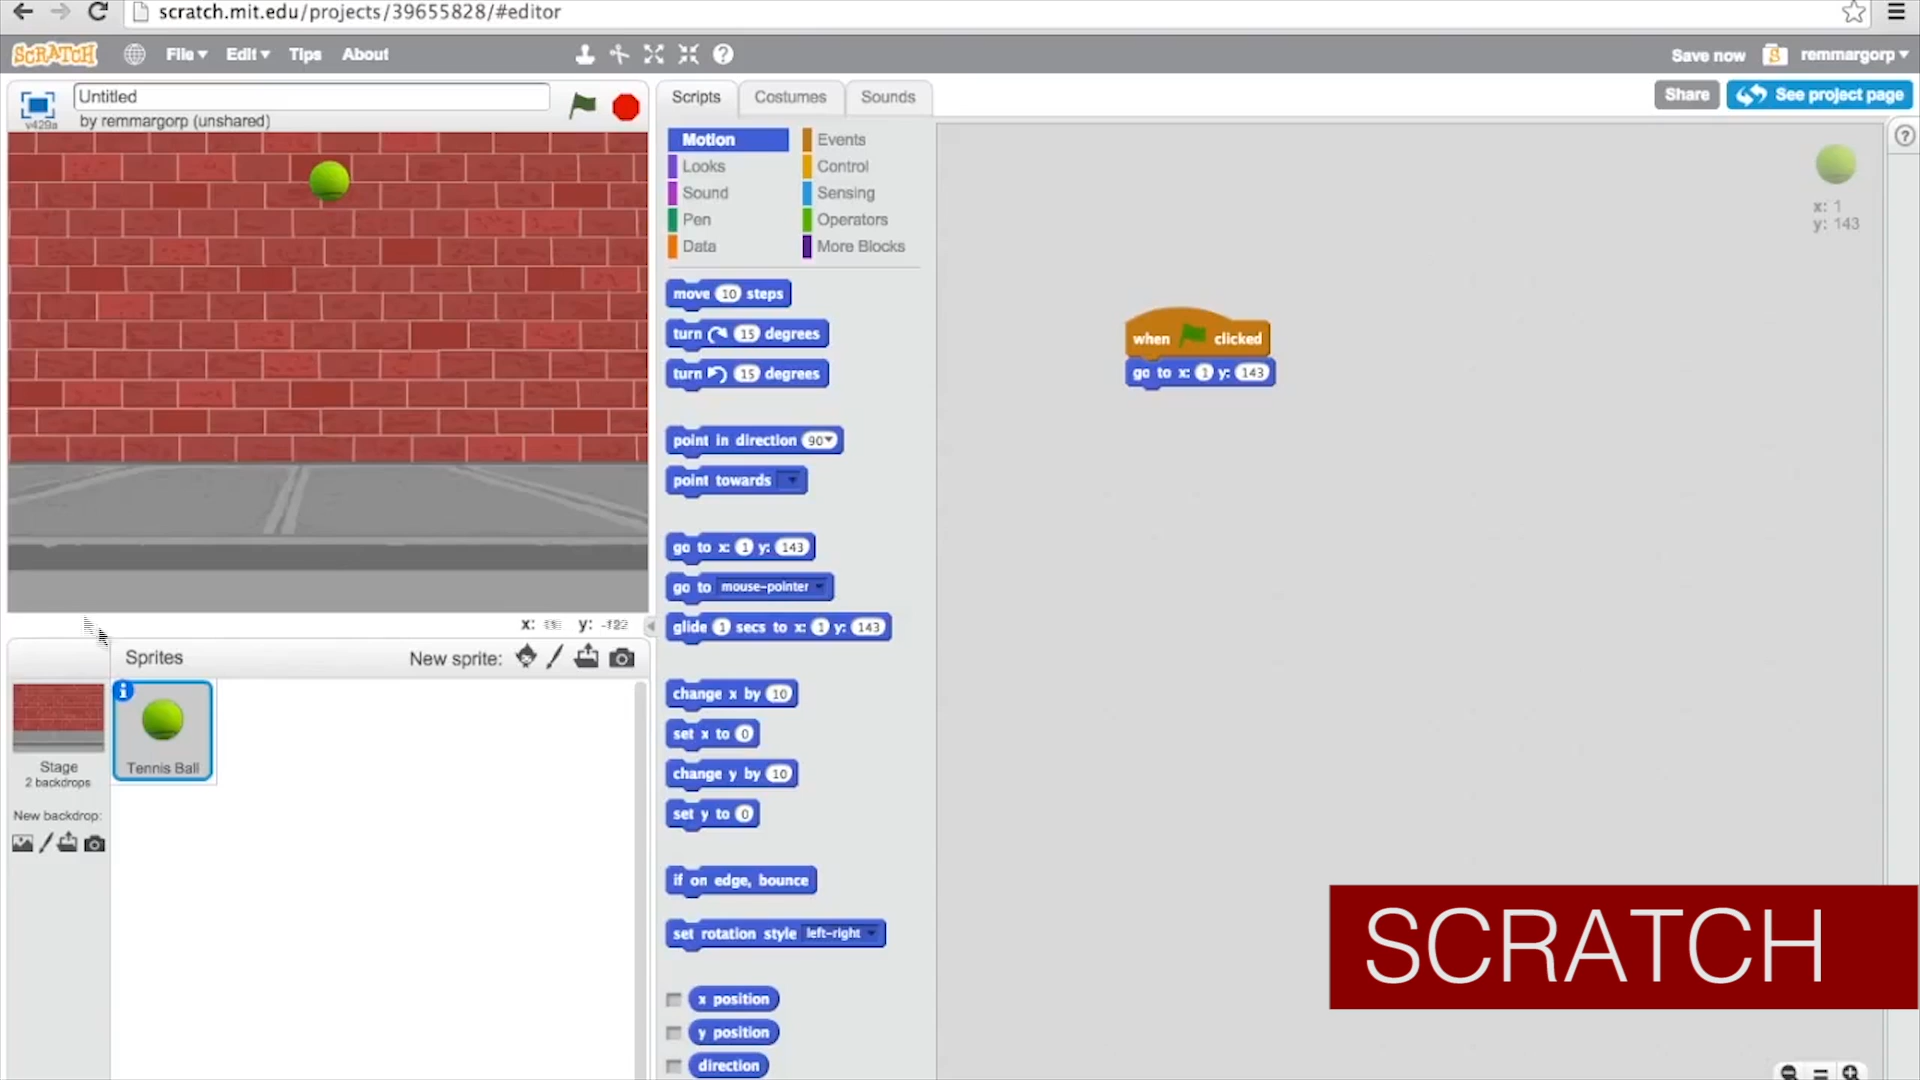 scratch.mit.edu/projects/39655828/#editor
SCRATCH File Edit Tips About Save now remmargorp
Untitled
v429a by remmargorp (unshared)
Scripts Costumes Sounds Share See project page
Motion Events
Looks Control
Sound Sensing
Pen Operators
Data More Blocks
x: 1
y: 143
move 10 steps
turn 15 degrees
turn 15 degrees
point in direction 90
point towards
go to x: 1 y: 143
go to mouse-pointer
glide 1 secs to x: 1 y: 143
change x by 10
set x to 0
change y by 10
set y to 0
if on edge, bounce
set rotation style left-right
x position
y position
direction
when clicked
go to x: 1 y: 143
x: y:
Sprites New sprite:
Stage
2 backdrops
New backdrop:
Tennis Ball
SCRATCH